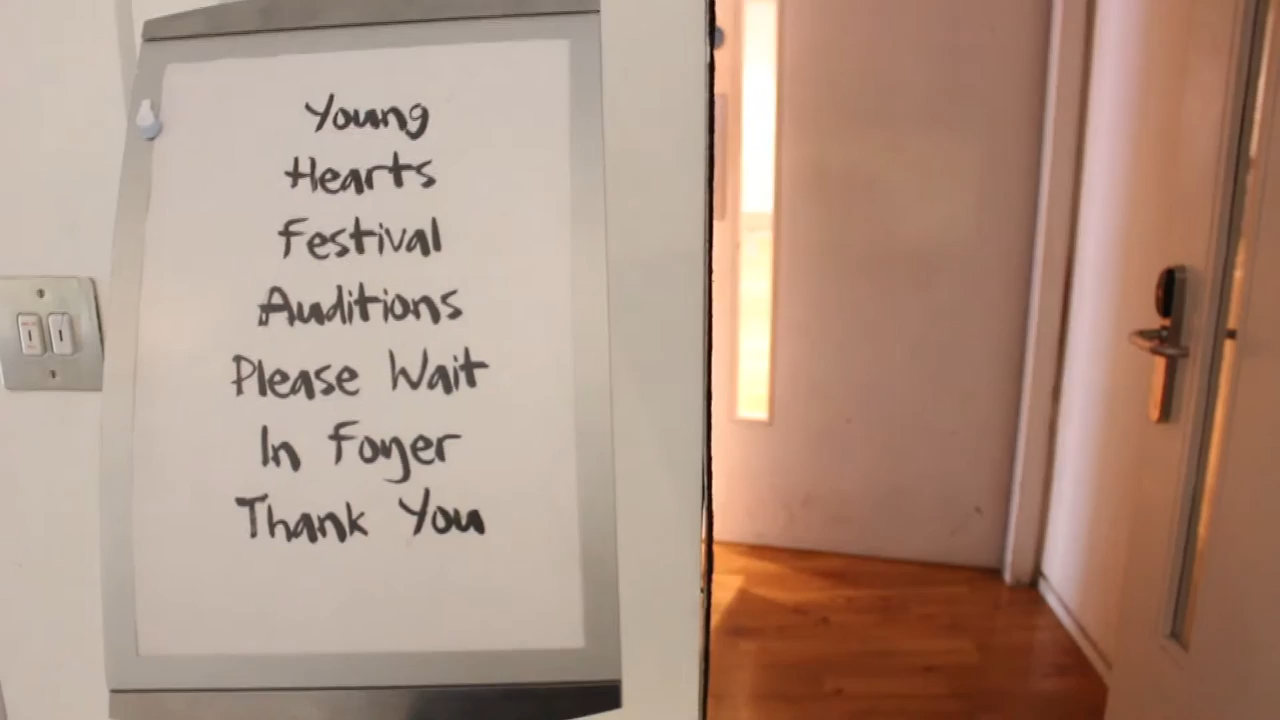 Young
Hearts
Festival
Auditions
Please Wait
In Foyer
Thank You